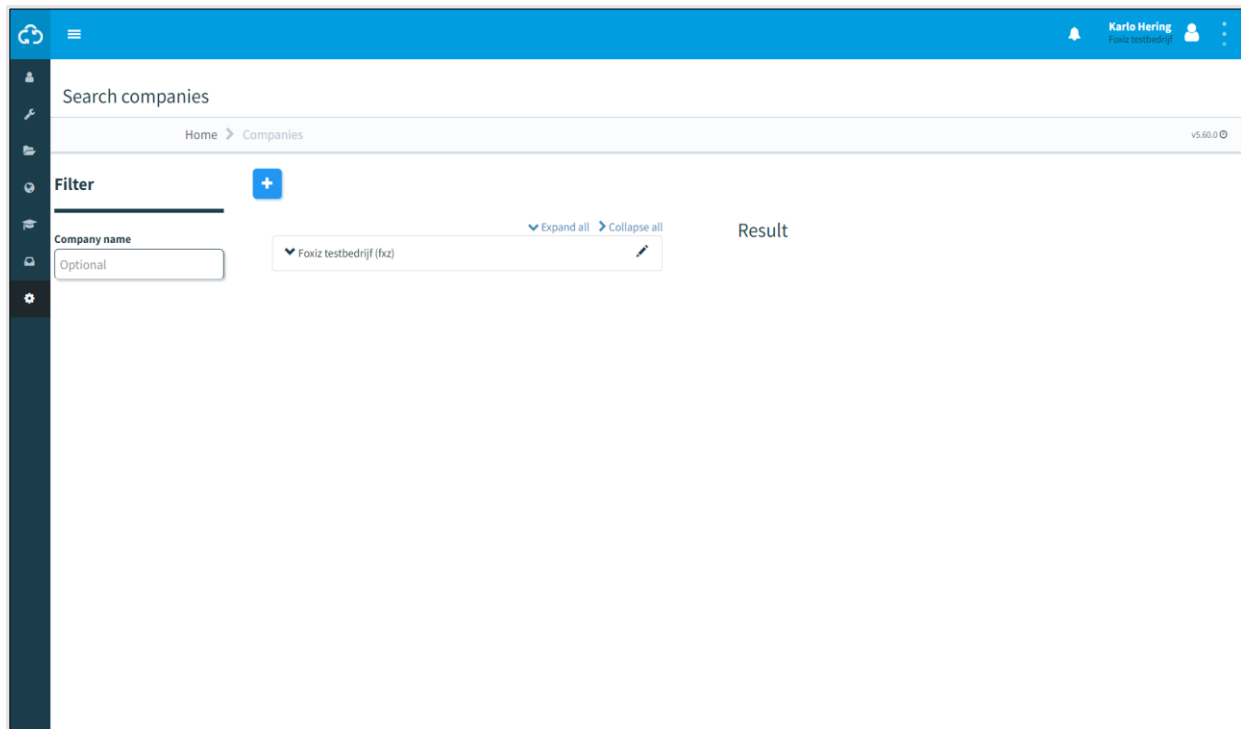 Karlo Hering
Foxiz testbedrijf
Search companies
Home Companies
v5.60.0
Filter
Expand all Collapse all
Result
Company name
Optional
Foxiz testbedrijf (fxz)